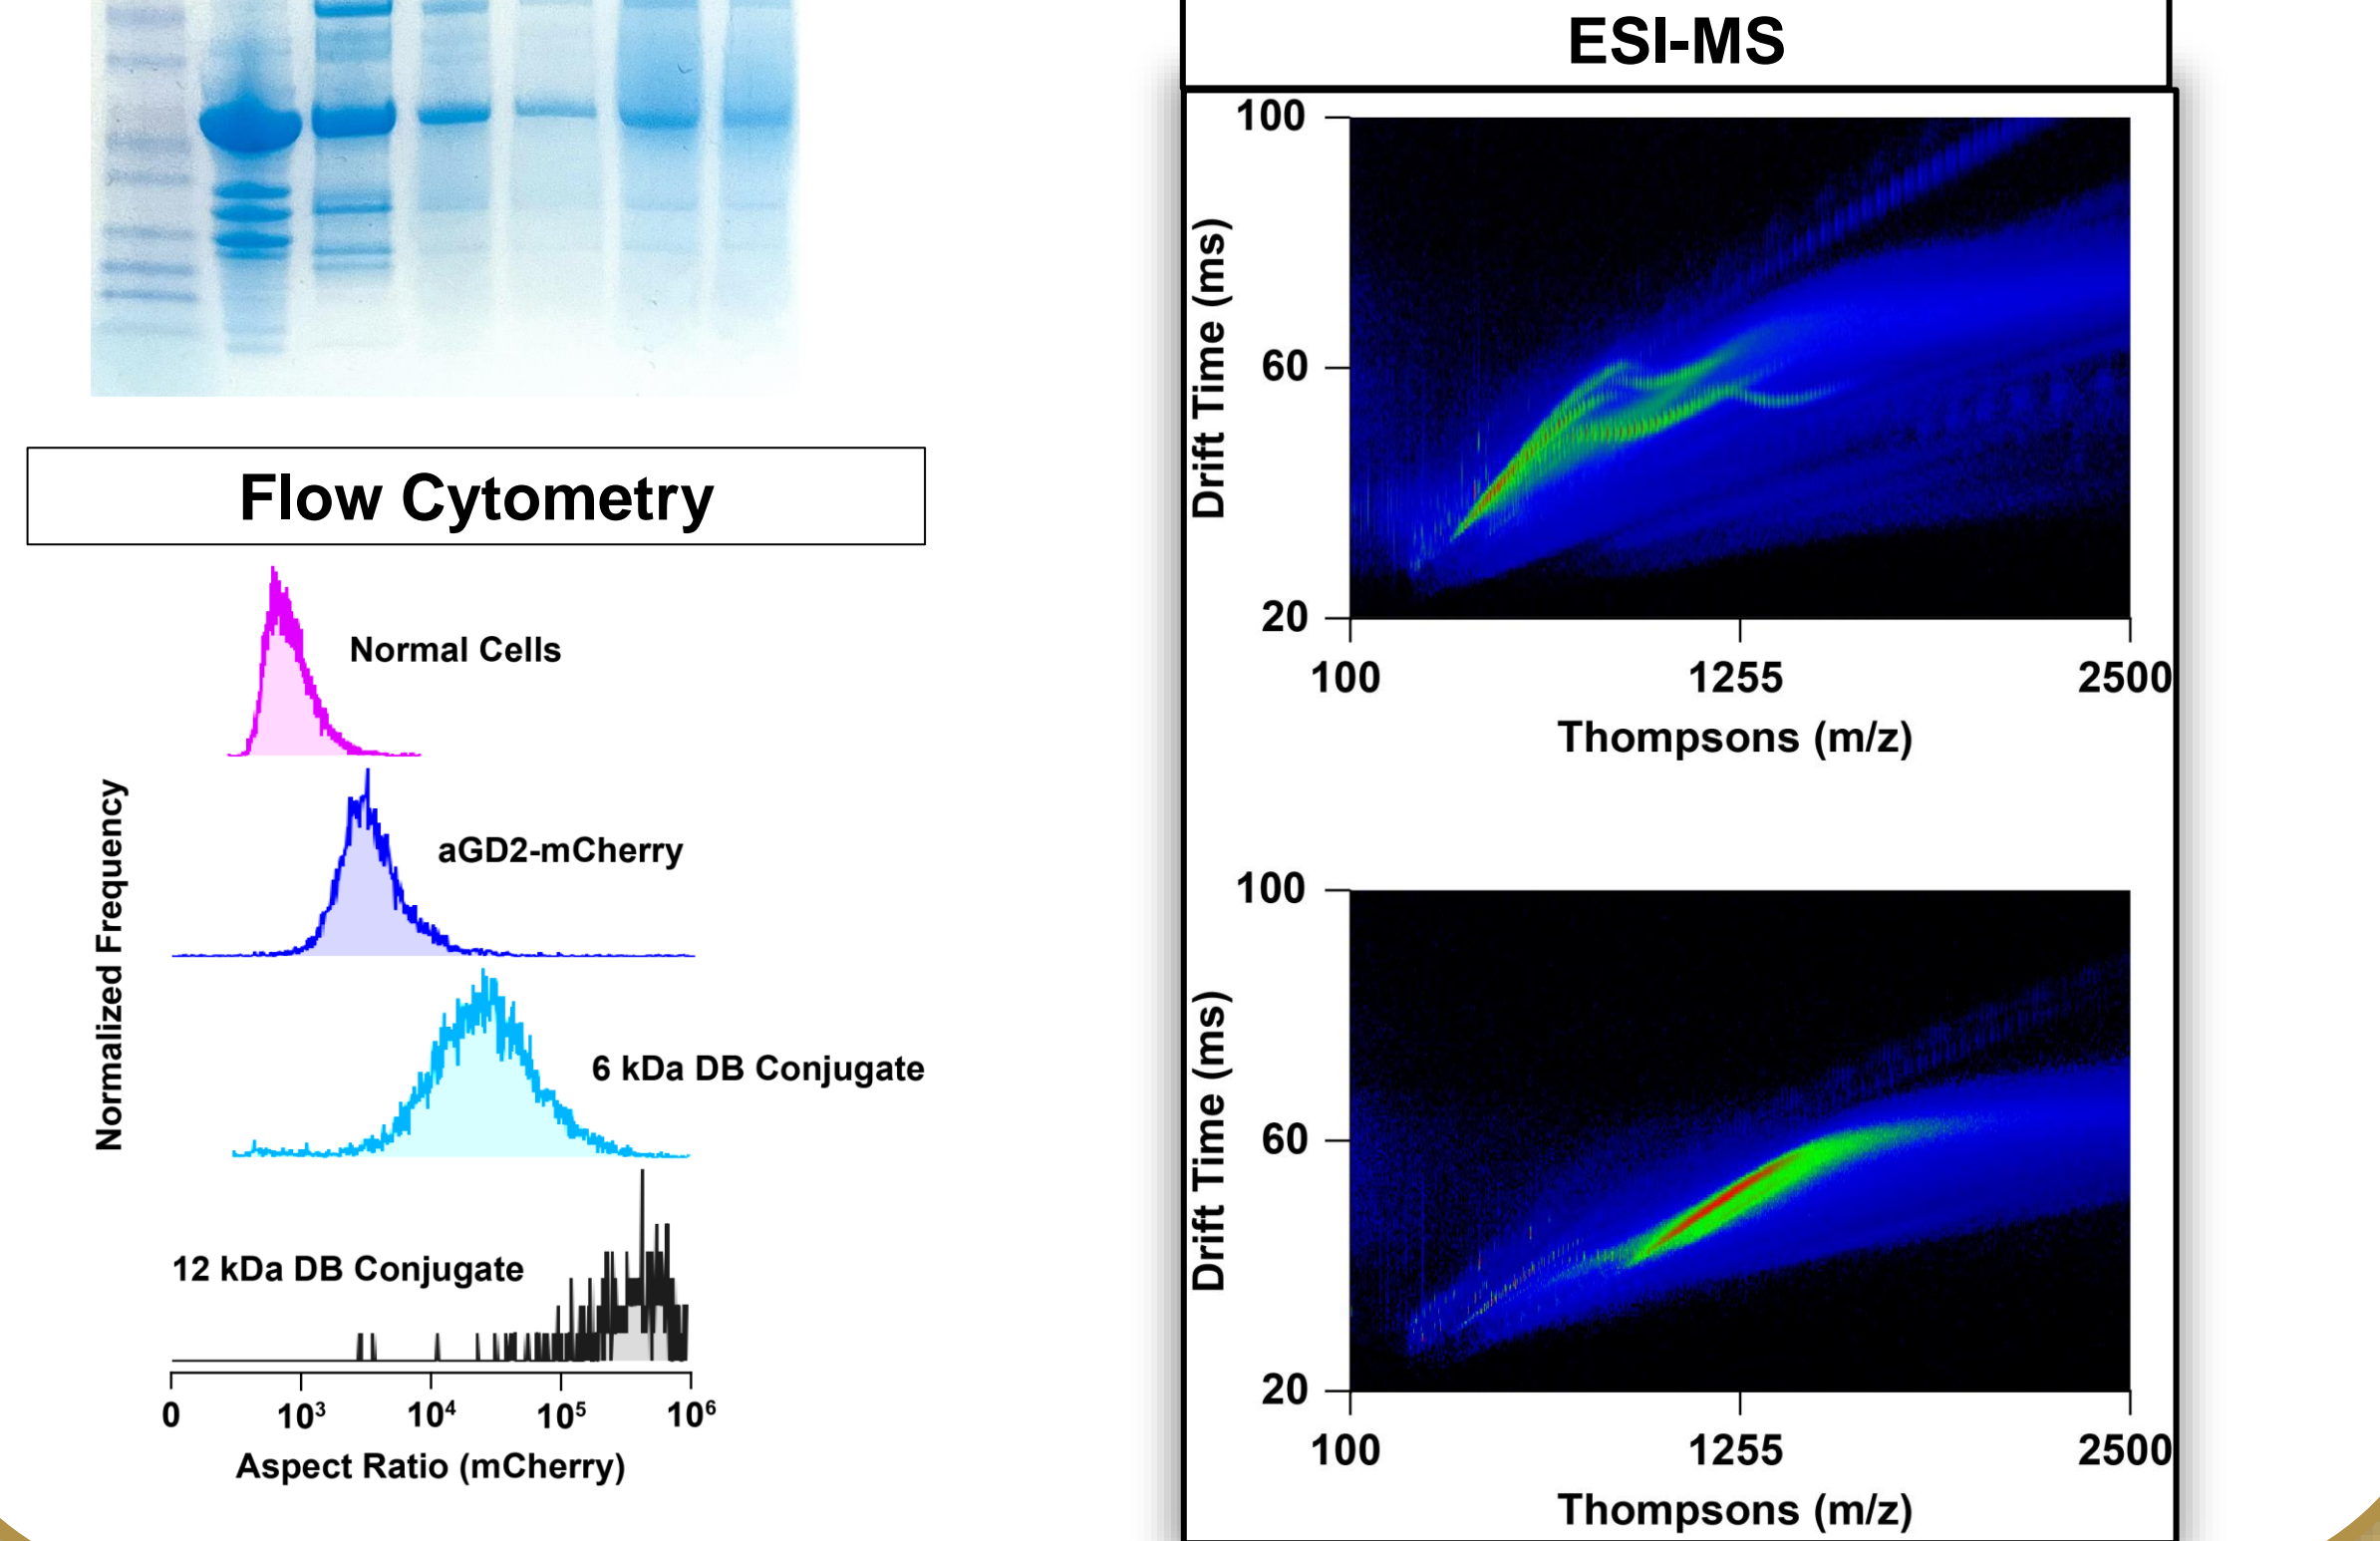 Flow Cytometry
Normalized Frequency
Normal Cells
aGD2-mCherry
6 kDa DB Conjugate
12 kDa DB Conjugate
0 10³ 10⁴ 10⁵ 10⁶
Aspect Ratio (mCherry)
ESI-MS
Drift Time (ms)
100
60
20
100 1255 2500
Thompsons (m/z)
Drift Time (ms)
100
60
20
100 1255 2500
Thompsons (m/z)